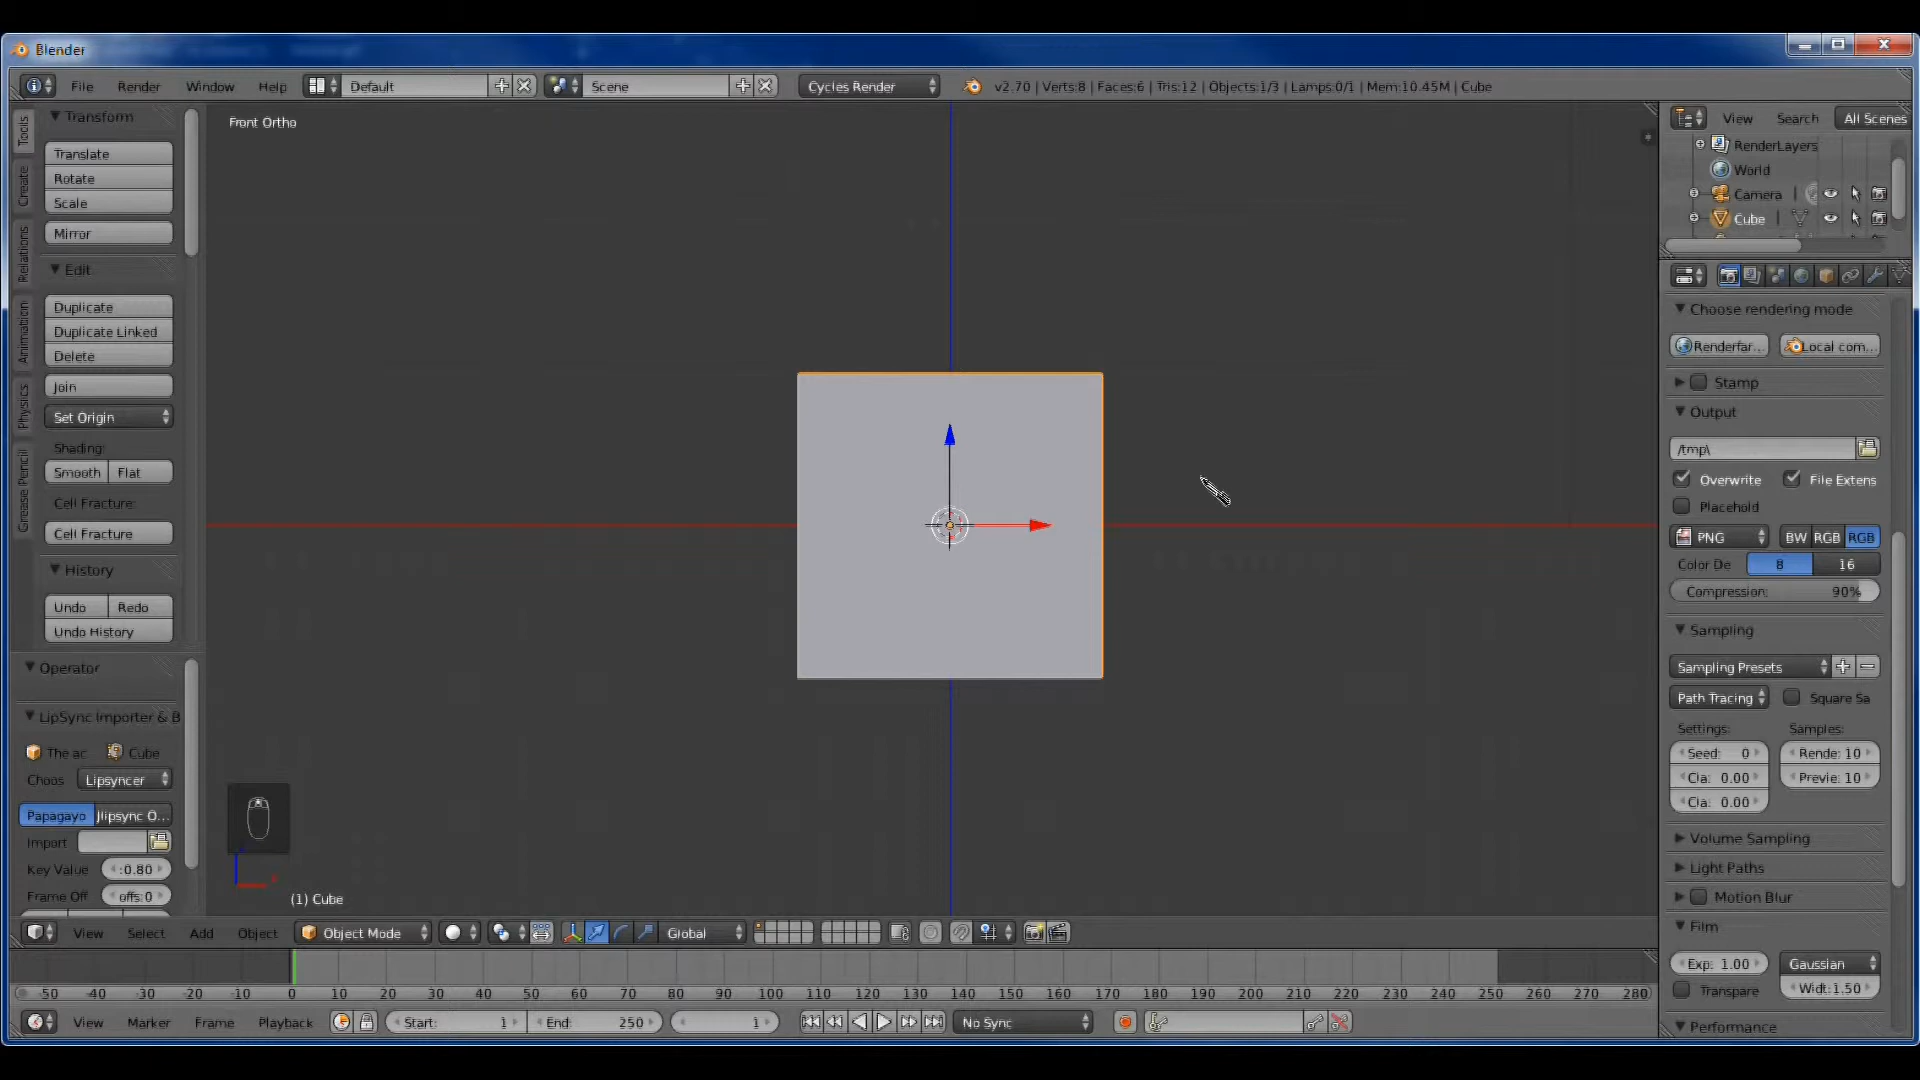 Blender
File Render Window Help Default Scene Cycles Render v2.70 | Verts:8 | Faces:6 | Tris:12 | Objects:1/3 | Lamps:0/1 | Mem:10.45M | Cube
Tools
Create
Relations
Animation
Physics
Grease Pencil
Transform
Translate
Rotate
Scale
Mirror
Edit
Duplicate
Duplicate Linked
Delete
Join
Set Origin
Shading:
Smooth Flat
Cell Fracture:
Cell Fracture
History
Undo Redo
Undo History
Operator
LipSync Importer & B
The ac Cube
Choos Lipsyncer
Papagayo Jlipsync O...
Import
Key Value :0.80
Frame Off offs:0
Front Ortho
(1) Cube
View Select Add Object Object Mode Global
-50 -40 -30 -20 -10 0 10 20 30 40 50 60 70 80 90 100 110 120 130 140 150 160 170 180 190 200 210 220 230 240 250 260 270 280
View Marker Frame Playback Start: 1 End: 250 1 No Sync
View Search All Scenes
RenderLayers
World
Camera
Cube
Choose rendering mode
Renderfar... Local com...
Stamp
Output
/tmp\
Overwrite File Extens
Placehold
PNG BW RGB RGB
Color De 8 16
Compression: 90%
Sampling
Sampling Presets
Path Tracing Square Sa
Settings: Samples:
Seed: 0 Rende: 10
Cla: 0.00 Previe: 10
Cla: 0.00
Volume Sampling
Light Paths
Motion Blur
Film
Exp: 1.00 Gaussian
Transpare Widt:1.50
Performance